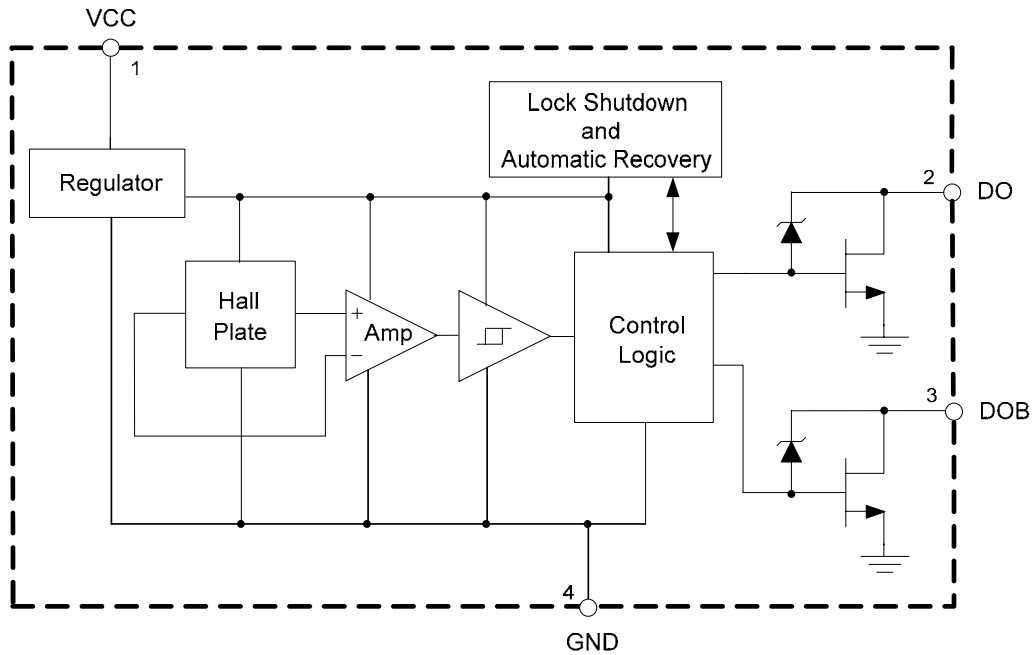 VCC
1
Lock Shutdown
and
Automatic Recovery
Regulator
2
DO
Hall
Plate
+
Amp
−
Control
Logic
3
DOB
4
GND